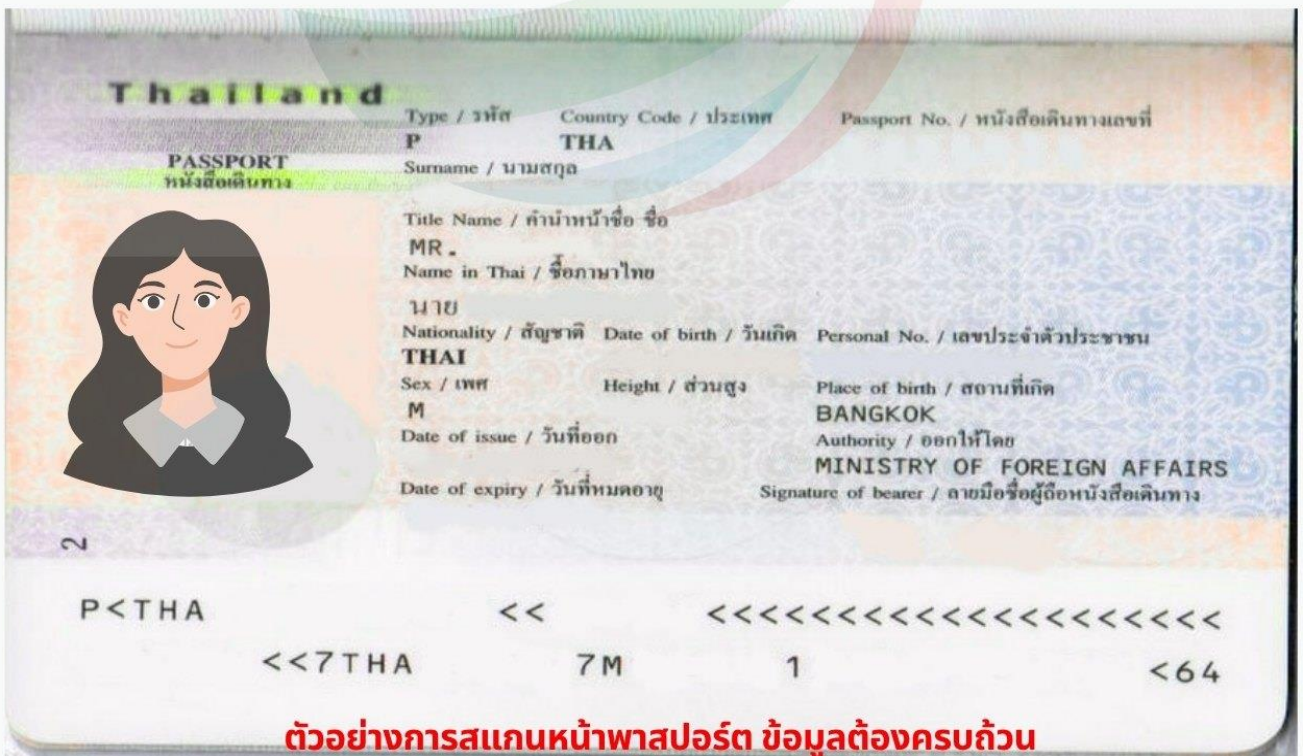 Thailand
Type / รหัส Country Code / ประเทศ Passport No. / หนังสือเดินทางเลขที่
P THA
PASSPORT
หนังสือเดินทาง
Surname / นามสกุล
Title Name / คำนำหน้าชื่อ ชื่อ
MR.
Name in Thai / ชื่อภาษาไทย
นาย
Nationality / สัญชาติ Date of birth / วันเกิด Personal No. / เลขประจำตัวประชาชน
THAI
Sex / เพศ Height / ส่วนสูง Place of birth / สถานที่เกิด
M BANGKOK
Date of issue / วันที่ออก Authority / ออกให้โดย
MINISTRY OF FOREIGN AFFAIRS
Date of expiry / วันที่หมดอายุ Signature of bearer / ลายมือชื่อผู้ถือหนังสือเดินทาง
2
P<THA << <<<<<<<<<<<<<<<<<<<<
<<7THA 7M 1 <64
ตัวอย่างการสแกนหน้าพาสปอร์ต ข้อมูลต้องครบถ้วน